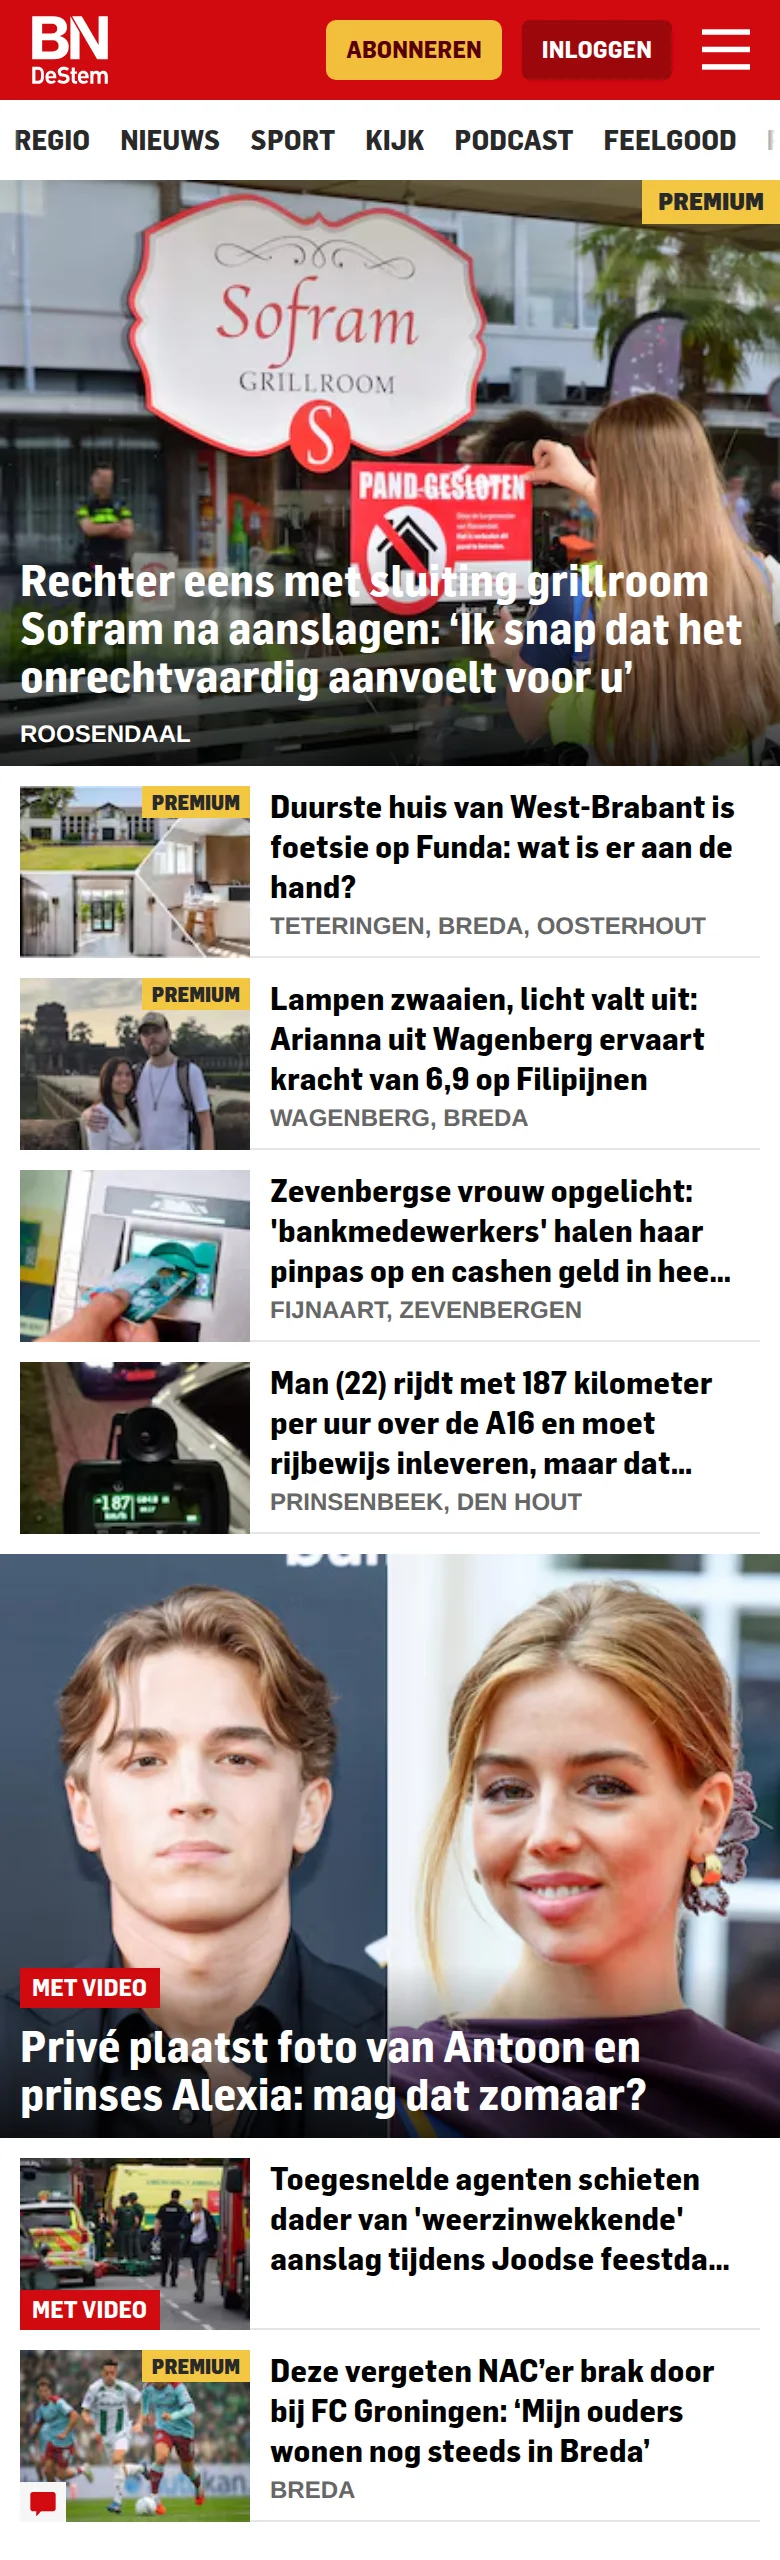 BN
DeStem
ABONNEREN
INLOGGEN
REGIO NIEUWS SPORT KIJK PODCAST FEELGOOD
PREMIUM
Sofram
GRILLROOM
S
PAND GESLOTEN
Rechter eens met sluiting grillroom
Sofram na aanslagen: ‘Ik snap dat het
onrechtvaardig aanvoelt voor u’
ROOSENDAAL
PREMIUM
Duurste huis van West-Brabant is
foetsie op Funda: wat is er aan de
hand?
TETERINGEN, BREDA, OOSTERHOUT
PREMIUM
Lampen zwaaien, licht valt uit:
Arianna uit Wagenberg ervaart
kracht van 6,9 op Filipijnen
WAGENBERG, BREDA
Zevenbergse vrouw opgelicht:
'bankmedewerkers' halen haar
pinpas op en cashen geld in hee...
FIJNAART, ZEVENBERGEN
187
Man (22) rijdt met 187 kilometer
per uur over de A16 en moet
rijbewijs inleveren, maar dat...
PRINSENBEEK, DEN HOUT
MET VIDEO
Privé plaatst foto van Antoon en
prinses Alexia: mag dat zomaar?
MET VIDEO
Toegesnelde agenten schieten
dader van 'weerzinwekkende'
aanslag tijdens Joodse feestda...
PREMIUM
Deze vergeten NAC’er brak door
bij FC Groningen: ‘Mijn ouders
wonen nog steeds in Breda’
BREDA